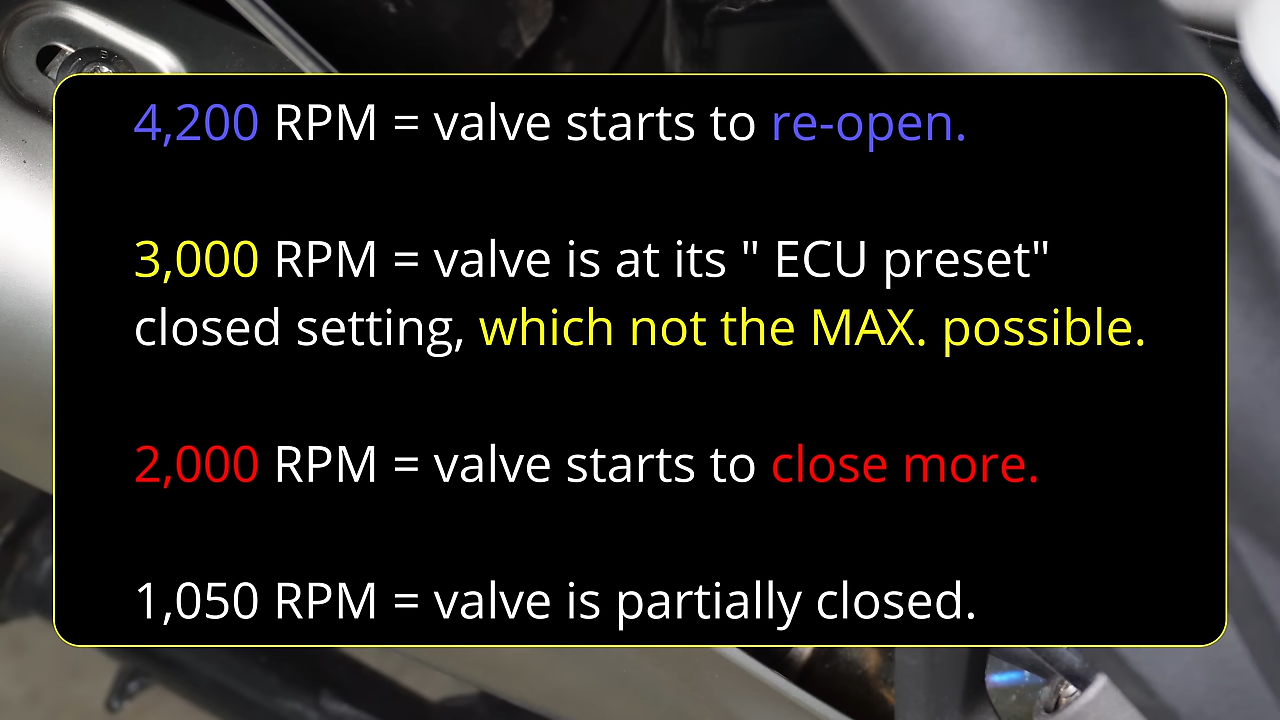 4,200 RPM = valve starts to re-open.
3,000 RPM = valve is at its " ECU preset"
closed setting, which not the MAX. possible.
2,000 RPM = valve starts to close more.
1,050 RPM = valve is partially closed.